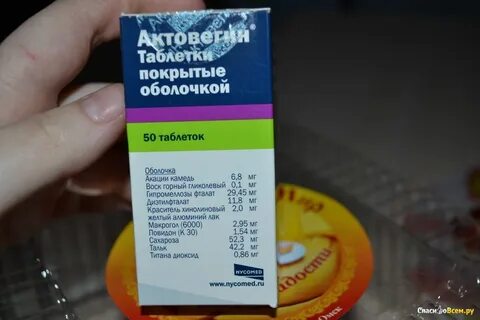 Актовегин®
Таблетки
покрытые
оболочкой
50 таблеток
Оболочка
Акации камедь 6,8 мг
Воск горный гликолевый 0,1 мг
Гипромеллозы фталат 29,45 мг
Диэтилфталат 11,8 мг
Краситель хинолиновый 2,0 мг
желтый алюминий лак
Макрогол (6000) 2,95 мг
Повидон (К 30) 1,54 мг
Сахароза 52,3 мг
Тальк 42,2 мг
Титана диоксид 0,86 мг
NYCOMED
www.nycomed.ru
СпасиБоВсем.ру